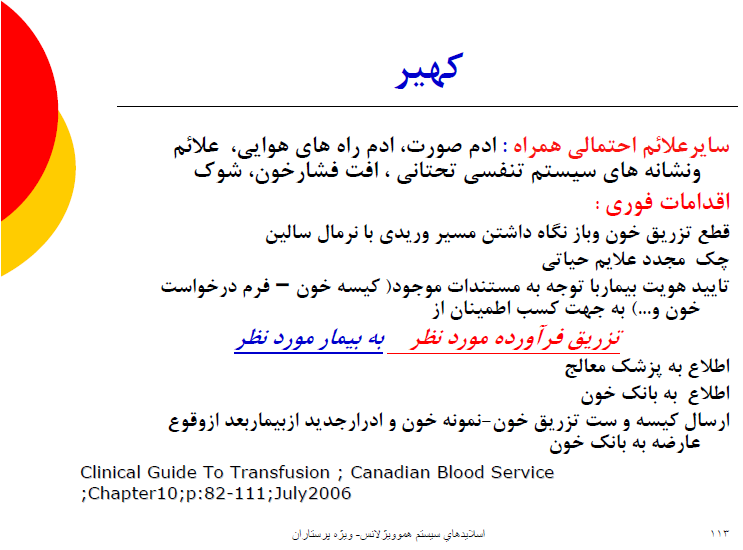 کهیر
سایرعلائم احتمالی همراه : ادم صورت، ادم راه های هوایی، علائم
ونشانه های سیستم تنفسی تحتانی ، افت فشارخون، شوک
اقدامات فوری :
قطع تزریق خون وباز نگاه داشتن مسیر وریدی با نرمال سالین
چک مجدد علایم حیاتی
تایید هویت بیماربا توجه به مستندات موجود( کیسه خون – فرم درخواست
خون و...) به جهت کسب اطمینان از
تزریق فرآورده مورد نظر به بیمار مورد نظر
اطلاع به پزشک معالج
اطلاع به بانک خون
ارسال کیسه و ست تزریق خون-نمونه خون و ادرارجدید ازبیماربعد ازوقوع
عارضه به بانک خون
Clinical Guide To Transfusion ; Canadian Blood Service
;Chapter10;p:82-111;July2006
اسلایدهاي سیستم هموویژلانس- ویژه پرستاران
۱۱۳